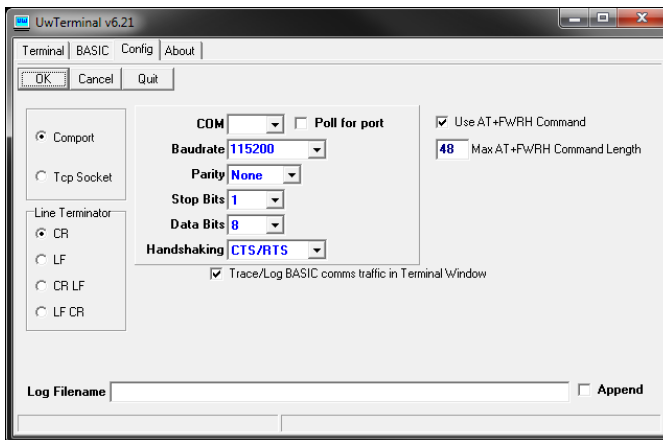 UwTerminal v6.21
Terminal BASIC Config About
OK Cancel Quit
Comport
Tcp Socket
Line Terminator
CR
LF
CR LF
LF CR
COM Poll for port
Baudrate 115200
Parity None
Stop Bits 1
Data Bits 8
Handshaking CTS/RTS
Trace/Log BASIC comms traffic in Terminal Window
Use AT+FWRH Command
48 Max AT+FWRH Command Length
Log Filename Append